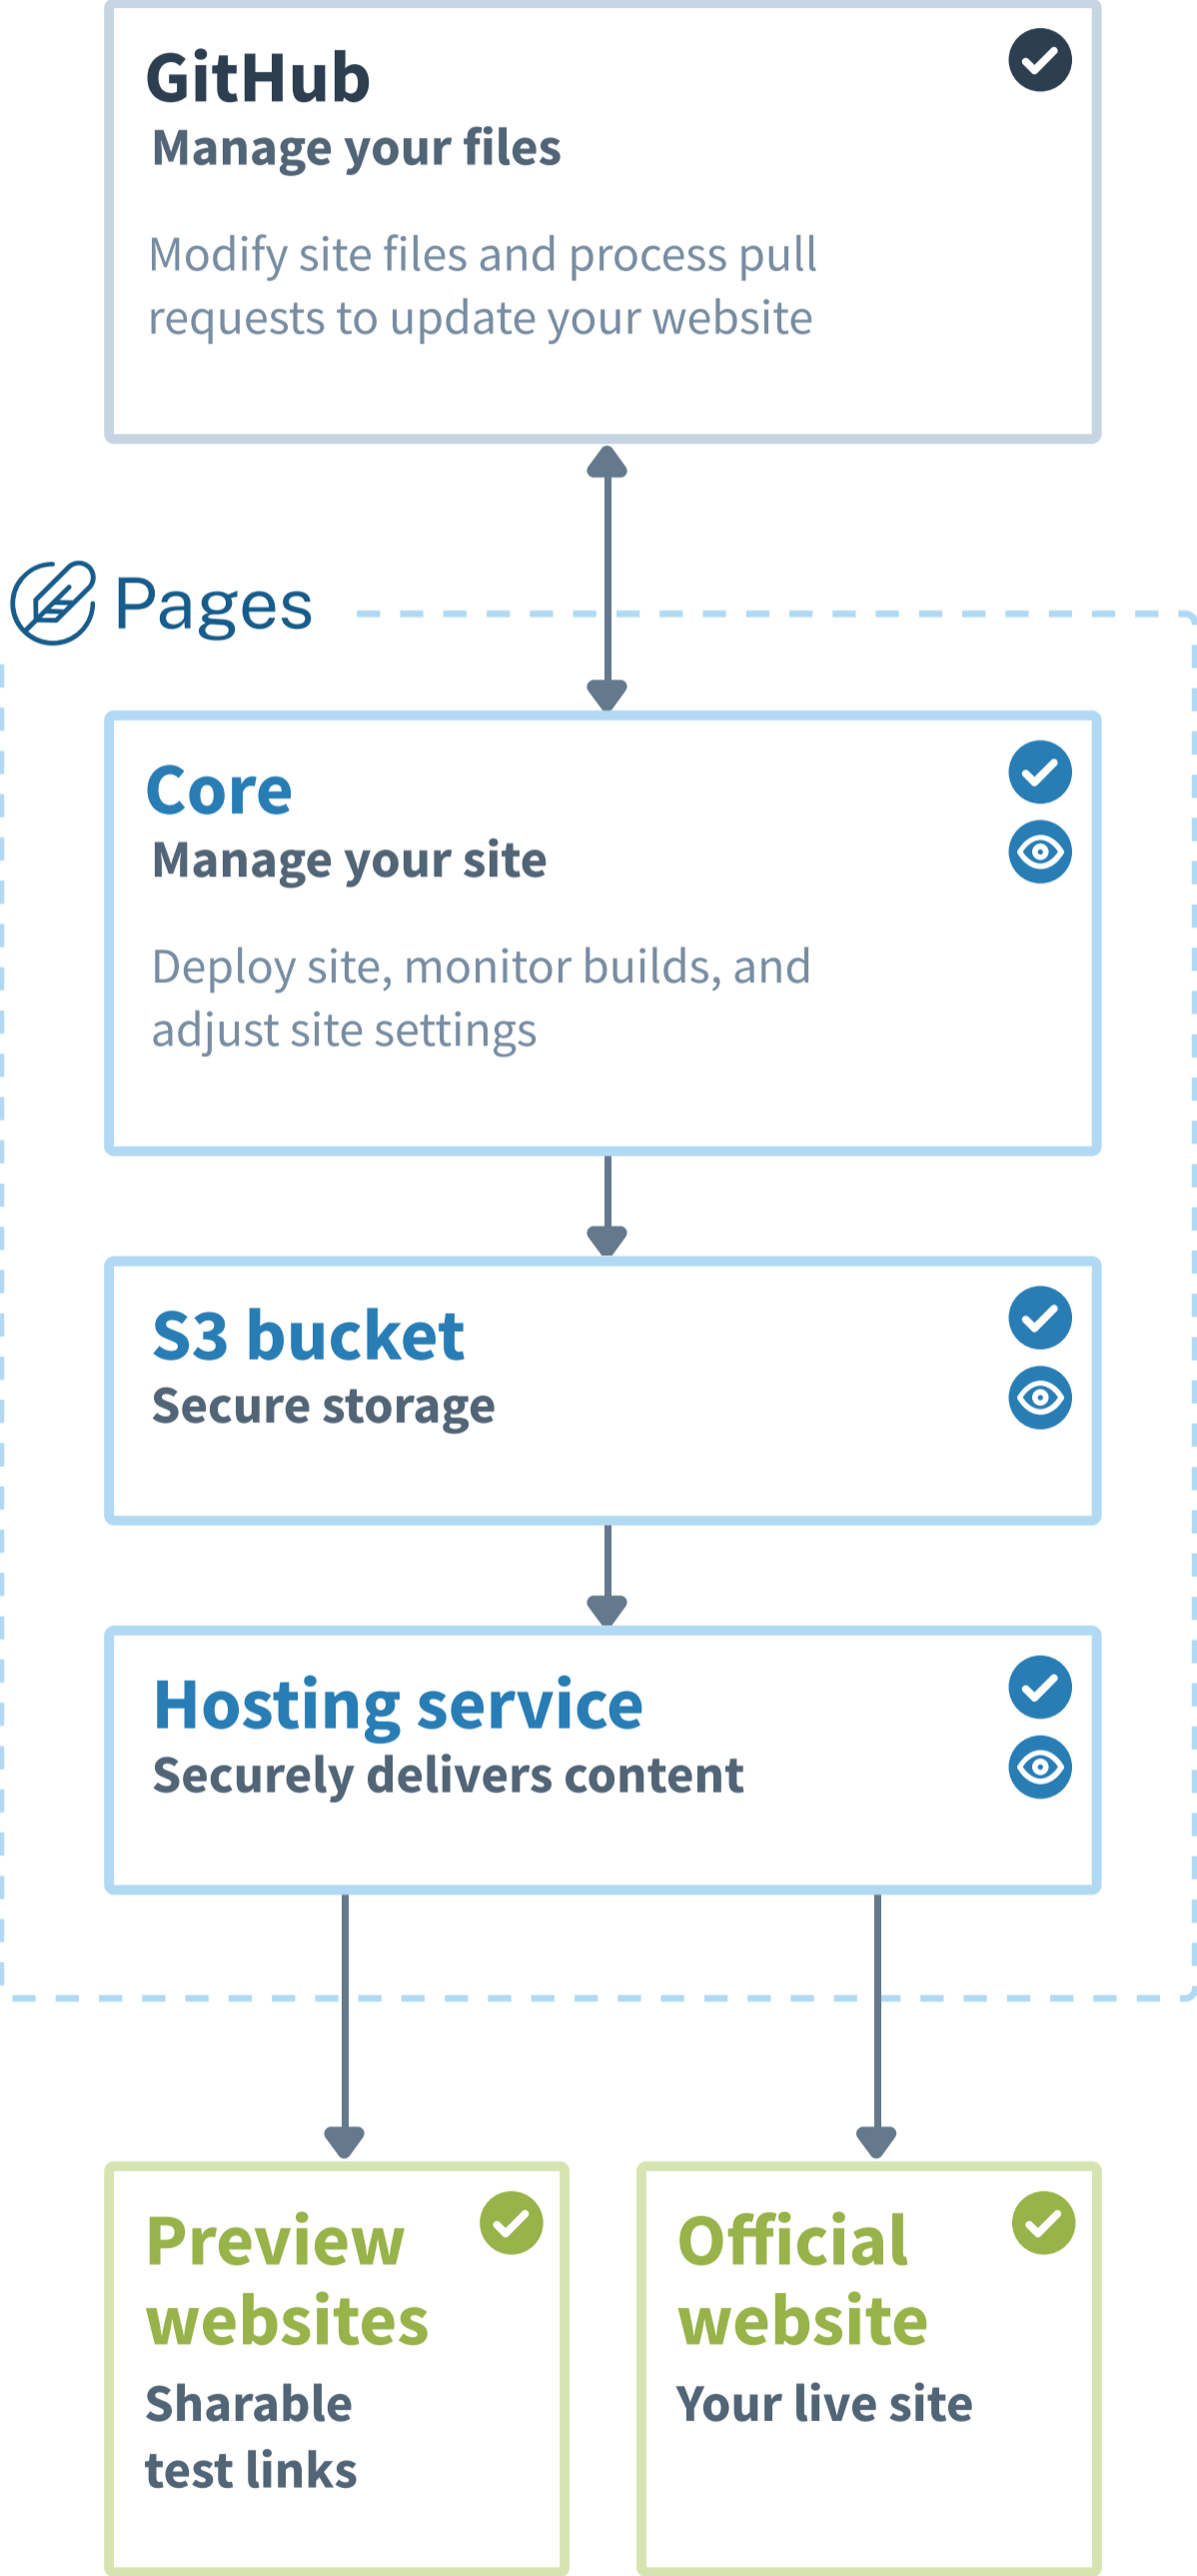 GitHub
Manage your files
Modify site files and process pull
requests to update your website
Pages
Core
Manage your site
Deploy site, monitor builds, and
adjust site settings
S3 bucket
Secure storage
Hosting service
Securely delivers content
Preview
websites
Sharable
test links
Official
website
Your live site